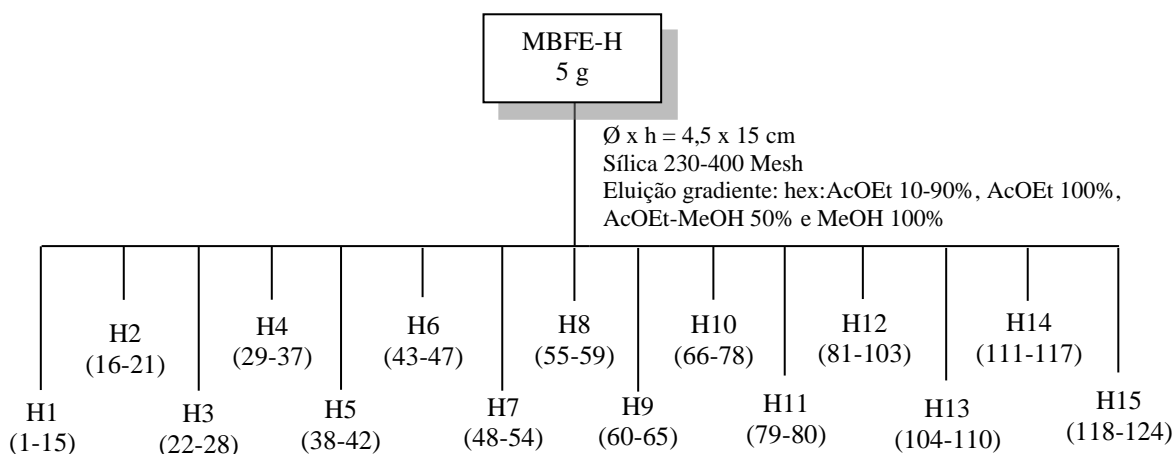 MBFE-H
5 g
Ø x h = 4,5 x 15 cm
Sílica 230-400 Mesh
Eluição gradiente: hex:AcOEt 10-90%, AcOEt 100%,
AcOEt-MeOH 50% e MeOH 100%
H1
(1-15)
H2
(16-21)
H3
(22-28)
H4
(29-37)
H5
(38-42)
H6
(43-47)
H7
(48-54)
H8
(55-59)
H9
(60-65)
H10
(66-78)
H11
(79-80)
H12
(81-103)
H13
(104-110)
H14
(111-117)
H15
(118-124)